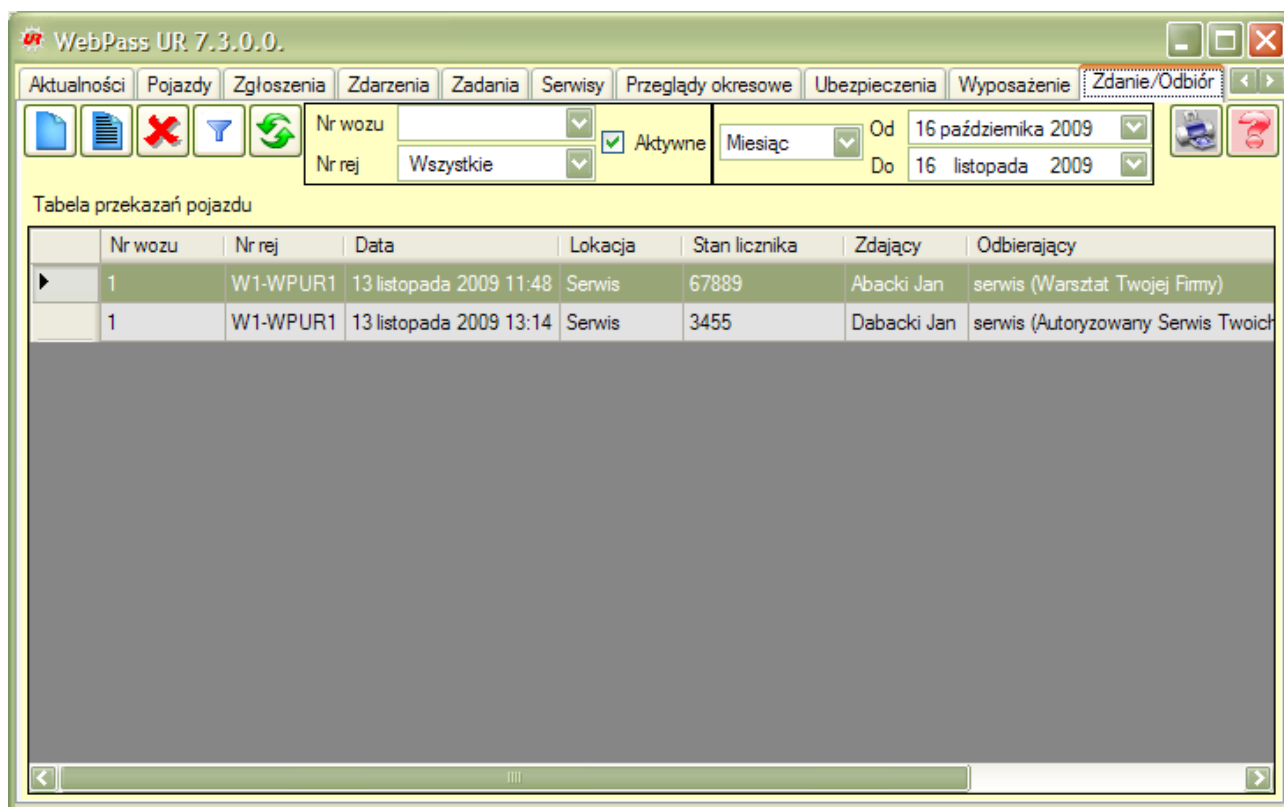 WebPass UR 7.3.0.0.
Aktualności Pojazdy Zgłoszenia Zdarzenia Zadania Serwisy Przeglądy okresowe Ubezpieczenia Wyposażenie Zdanie/Odbiór
Nr wozu Aktywne Miesiąc Od 16 października 2009
Nr rej Wszystkie Do 16 listopada 2009
Tabela przekazań pojazdu
Nr wozu Nr rej Data Lokacja Stan licznika Zdający Odbierający
1 W1-WPUR1 13 listopada 2009 11:48 Serwis 67889 Abacki Jan serwis (Warsztat Twojej Firmy)
1 W1-WPUR1 13 listopada 2009 13:14 Serwis 3455 Dabacki Jan serwis (Autoryzowany Serwis Twoich